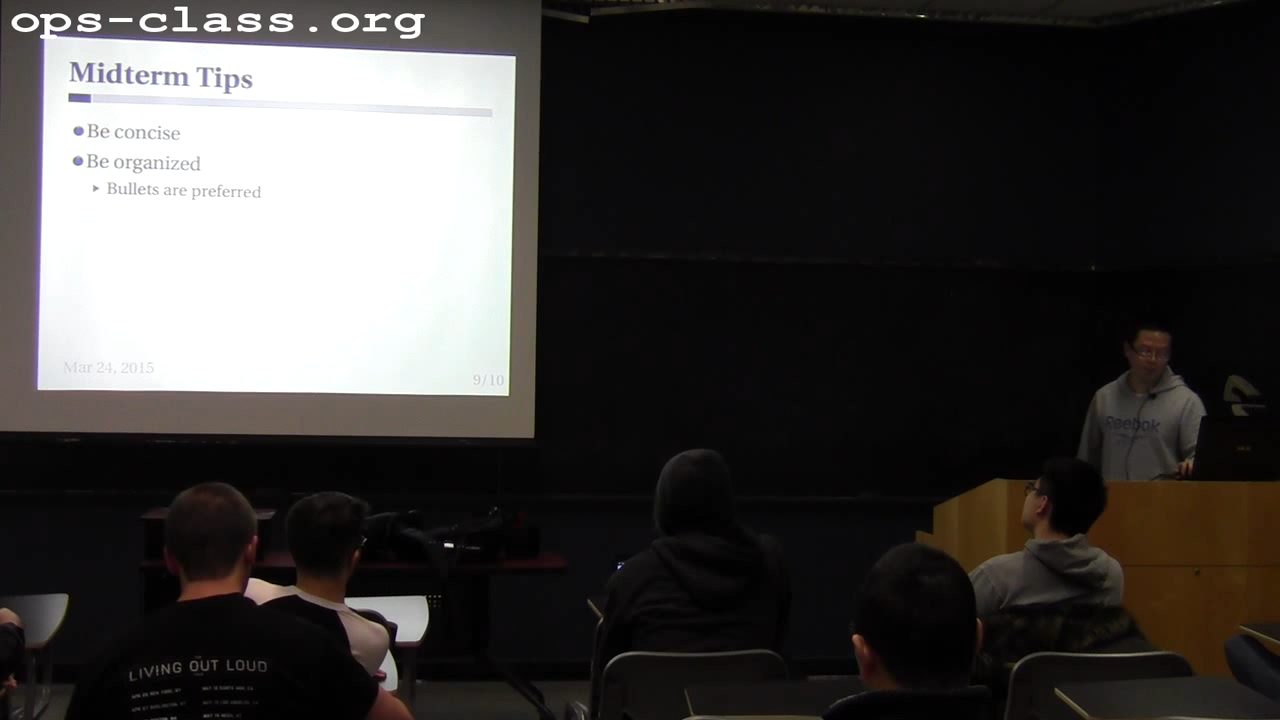 ops-class.org
Midterm Tips
Be concise
Be organized
Bullets are preferred
Mar 24, 2015
9/10
Reebok
LIVING OUT LOUD